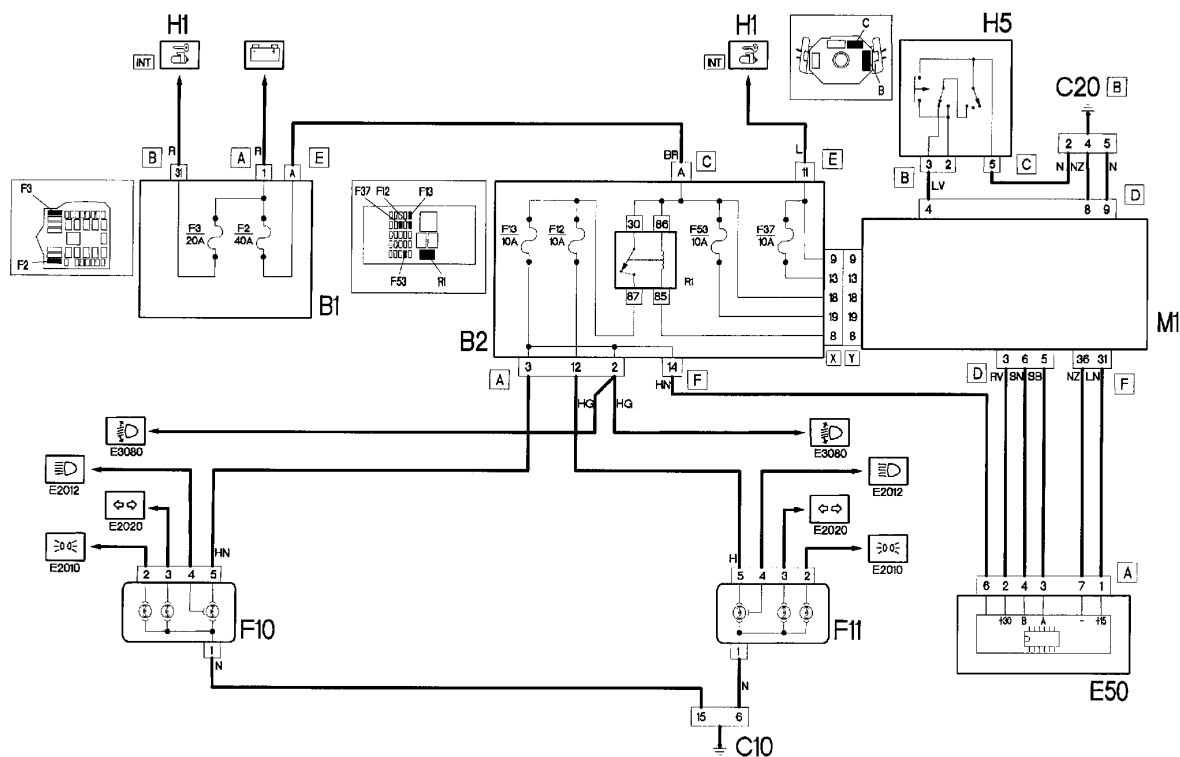 H1
INT
H1
INT
C
B
H5
C20 B
B R 31
A R 1
E A
BR A C
L 11 E
B 3 2 5 C
LV
N NZ N
2 4 5
D
4 8 9
F3
F2
F3 20A
F2 40A
B1
F37 F12 F13
F53 R1
F13 10A
F12 10A
30 86
R1
87 85
F53 10A
F37 10A
9 9
13 13
18 18
19 19
8 8
X Y
B2
M1
A 3 12 2 14 F
HN
HG HG
D 3 6 5 36 31 F
RV SN SB NZ LN
E3080
E3080
E2012
E2012
E2020
E2020
E2010
E2010
HN
2 3 4 5
F10
1
N
H
5 4 3 2
F11
1
N
6 2 4 3 7 1 A
+30 B A - +15
E50
15 6
C10